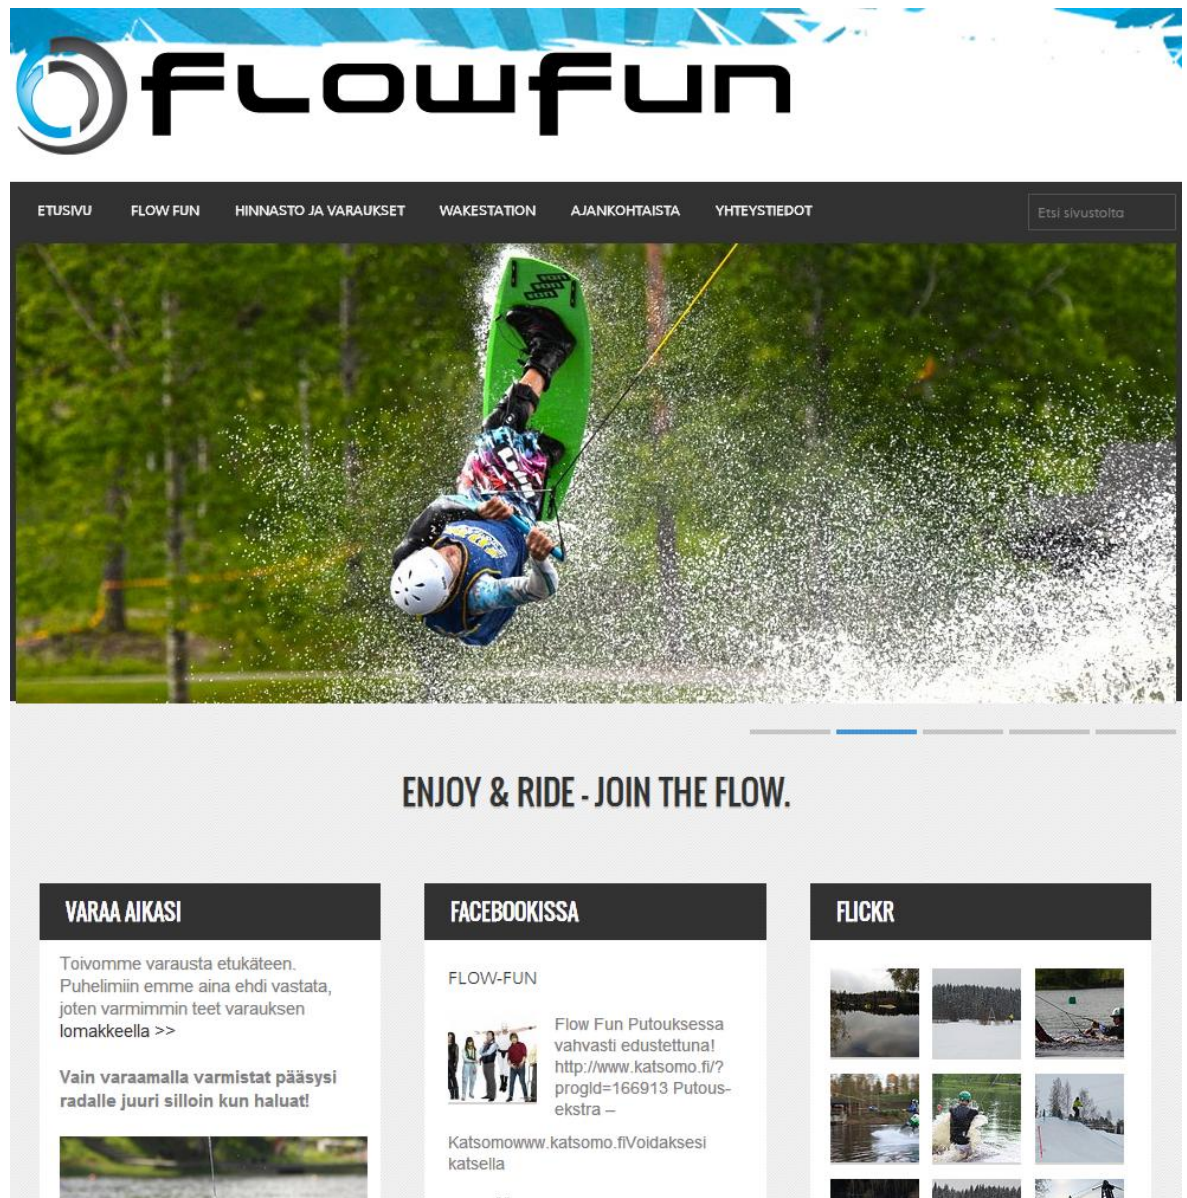 FLOWFUN
ETUSIVU FLOW FUN HINNASTO JA VARAUKSET WAKESTATION AJANKOHTAISTA YHTEYSTIEDOT Etsi sivustolta
ENJOY & RIDE - JOIN THE FLOW.
VARAA AIKASI
Toivomme varausta etukäteen.
Puhelimiin emme aina ehdi vastata,
joten varmimmin teet varauksen
lomakkeella >>
Vain varaamalla varmistat pääsysi
radalle juuri silloin kun haluat!
FACEBOOKISSA
FLOW-FUN
Flow Fun Putouksessa
vahvasti edustettuna!
http://www.katsomo.fi/?
progId=166913 Putous-
ekstra –
Katsomowww.katsomo.fiVoidaksesi
katsella
FLICKR